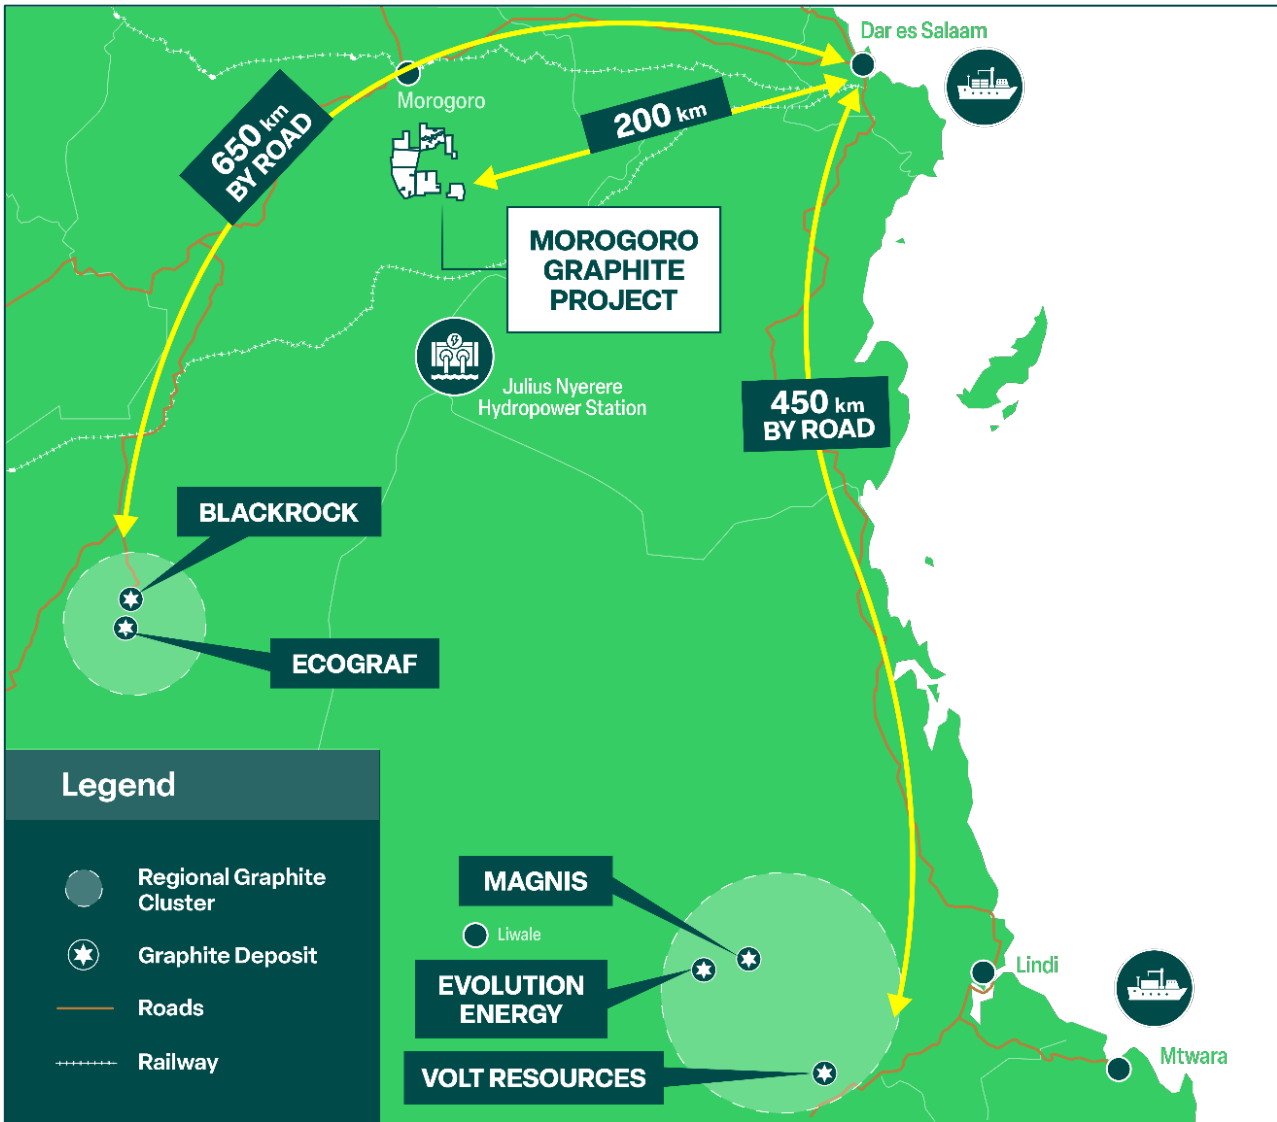 Dar es Salaam
Morogoro
650 km
BY ROAD
200 km
MOROGORO
GRAPHITE
PROJECT
Julius Nyerere
Hydropower Station
450 km
BY ROAD
BLACKROCK
ECOGRAF
Legend
Regional Graphite
Cluster
Graphite Deposit
Roads
Railway
MAGNIS
Liwale
EVOLUTION
ENERGY
VOLT RESOURCES
Lindi
Mtwara